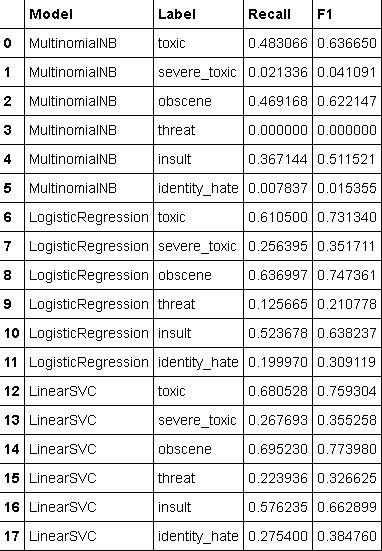 Model Label Recall F1
0 MultinomialNB toxic 0.483066 0.636650
1 MultinomialNB severe_toxic 0.021336 0.041091
2 MultinomialNB obscene 0.469168 0.622147
3 MultinomialNB threat 0.000000 0.000000
4 MultinomialNB insult 0.367144 0.511521
5 MultinomialNB identity_hate 0.007837 0.015355
6 LogisticRegression toxic 0.610500 0.731340
7 LogisticRegression severe_toxic 0.256395 0.351711
8 LogisticRegression obscene 0.636997 0.747361
9 LogisticRegression threat 0.125665 0.210778
10 LogisticRegression insult 0.523678 0.638237
11 LogisticRegression identity_hate 0.199970 0.309119
12 LinearSVC toxic 0.680528 0.759304
13 LinearSVC severe_toxic 0.267693 0.355258
14 LinearSVC obscene 0.695230 0.773980
15 LinearSVC threat 0.223936 0.326625
16 LinearSVC insult 0.576235 0.662899
17 LinearSVC identity_hate 0.275400 0.384760